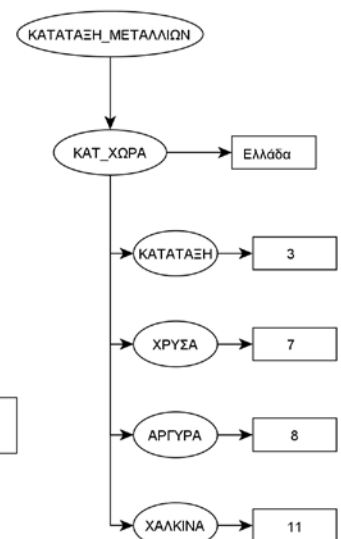 ΚΑΤΑΤΑΞΗ_ΜΕΤΑΛΛΙΩΝ
ΚΑΤ_ΧΩΡΑ
Ελλάδα
ΚΑΤΑΤΑΞΗ
3
ΧΡΥΣΑ
7
ΑΡΓΥΡΑ
8
ΧΑΛΚΙΝΑ
11